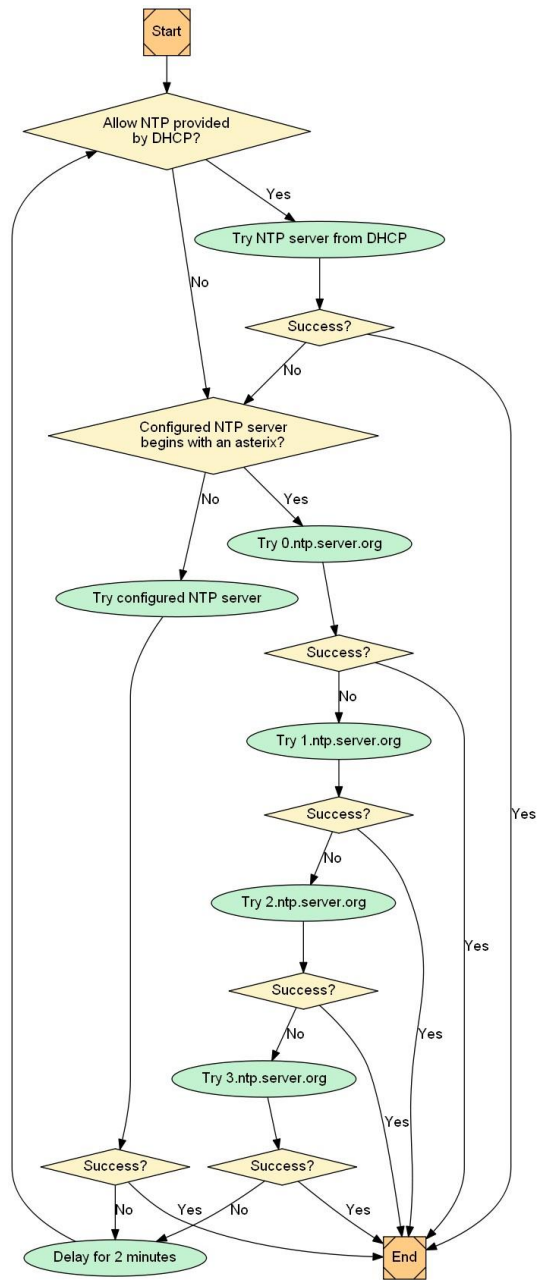 Start
Allow NTP provided
by DHCP?
Yes
Try NTP server from DHCP
No
Success?
No
Configured NTP server
begins with an asterix?
No
Yes
Try 0.ntp.server.org
Try configured NTP server
Success?
No
Try 1.ntp.server.org
Success?
Yes
No
Try 2.ntp.server.org
Yes
Success?
Yes
No
Try 3.ntp.server.org
Yes
Success?
Success?
No
Yes
No
Yes
Delay for 2 minutes
End